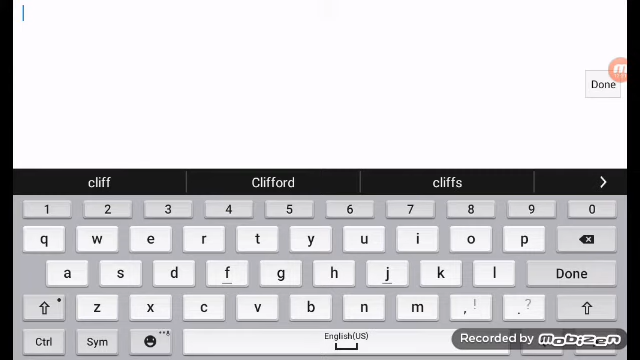 Done
cliff Clifford cliffs
1 2 3 4 5 6 7 8 9 0
q w e r t y u i o p
a s d f g h j k l Done
z x c v b n m , ! . ?
Ctrl Sym English(US)
Recorded by mobizen